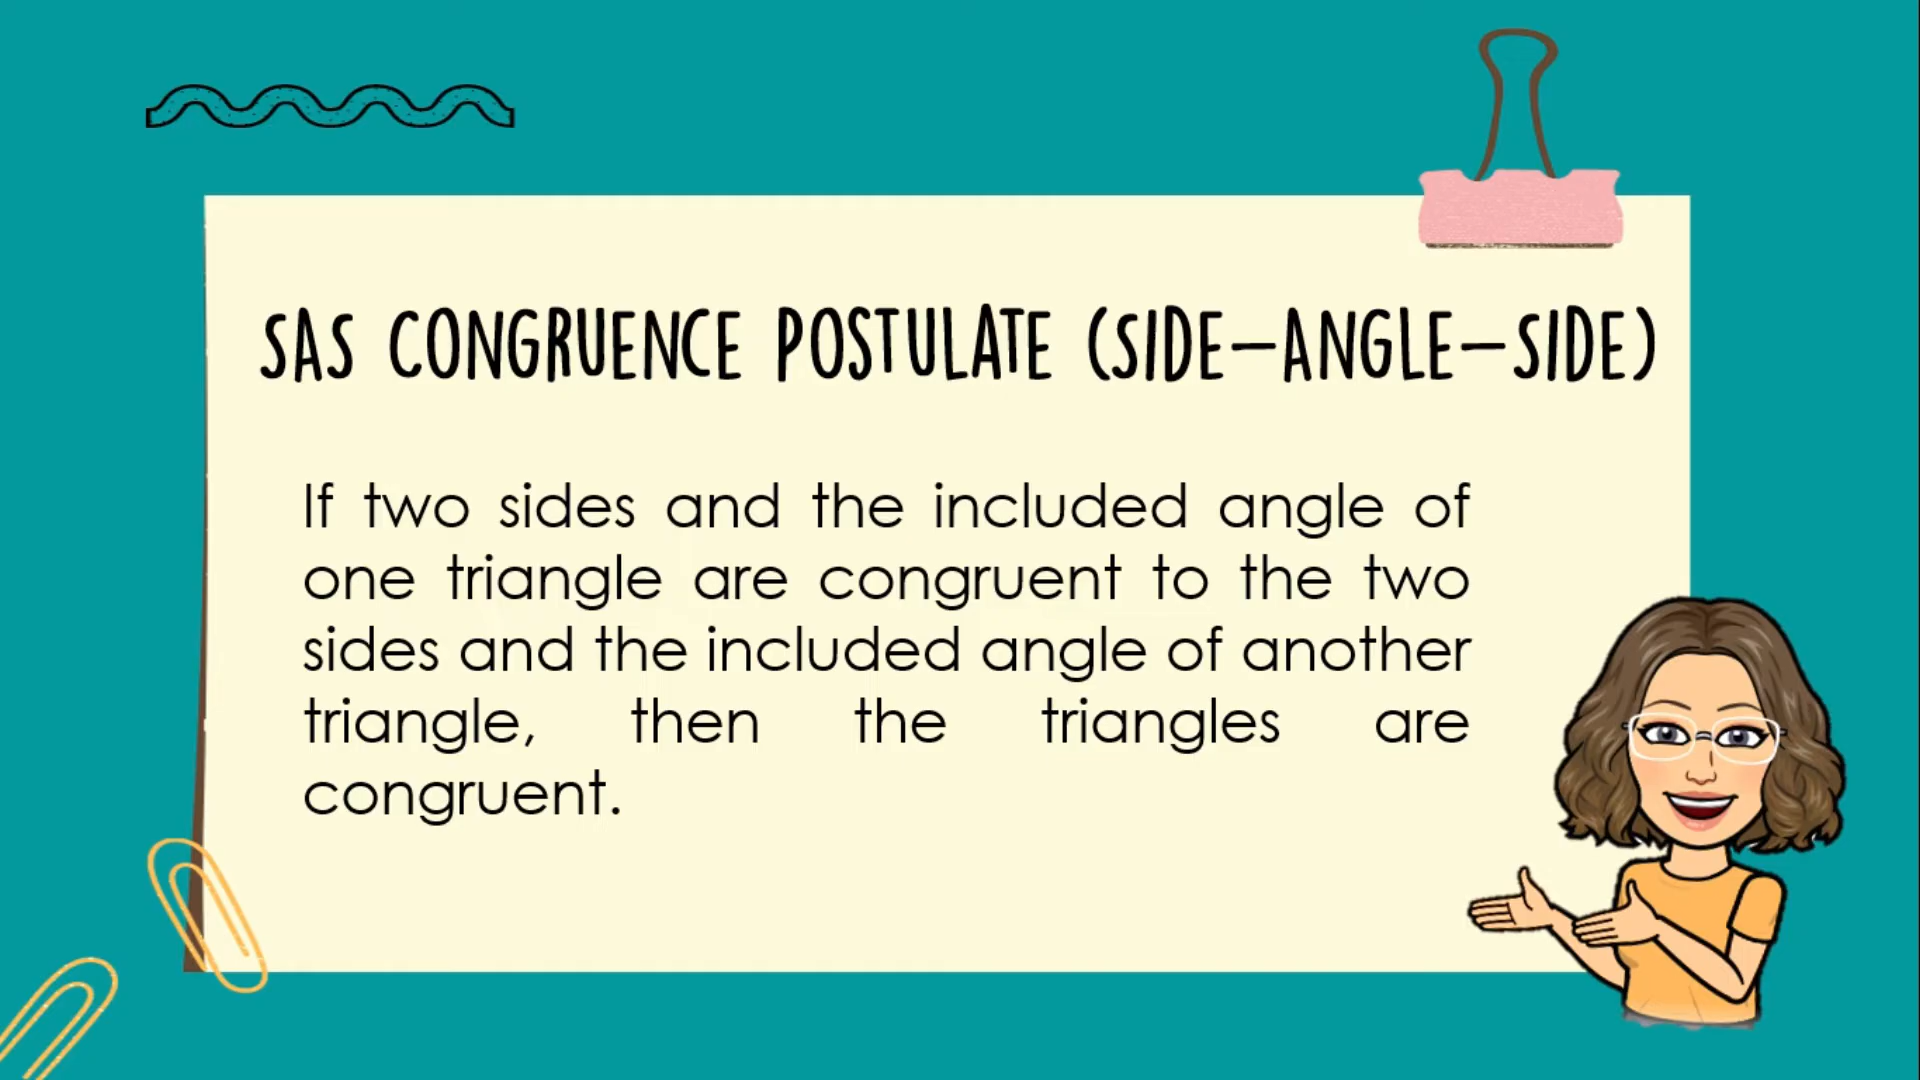 SAS CONGRUENCE POSTULATE (SIDE-ANGLE-SIDE)
If two sides and the included angle of
one triangle are congruent to the two
sides and the included angle of another
triangle, then the triangles are
congruent.